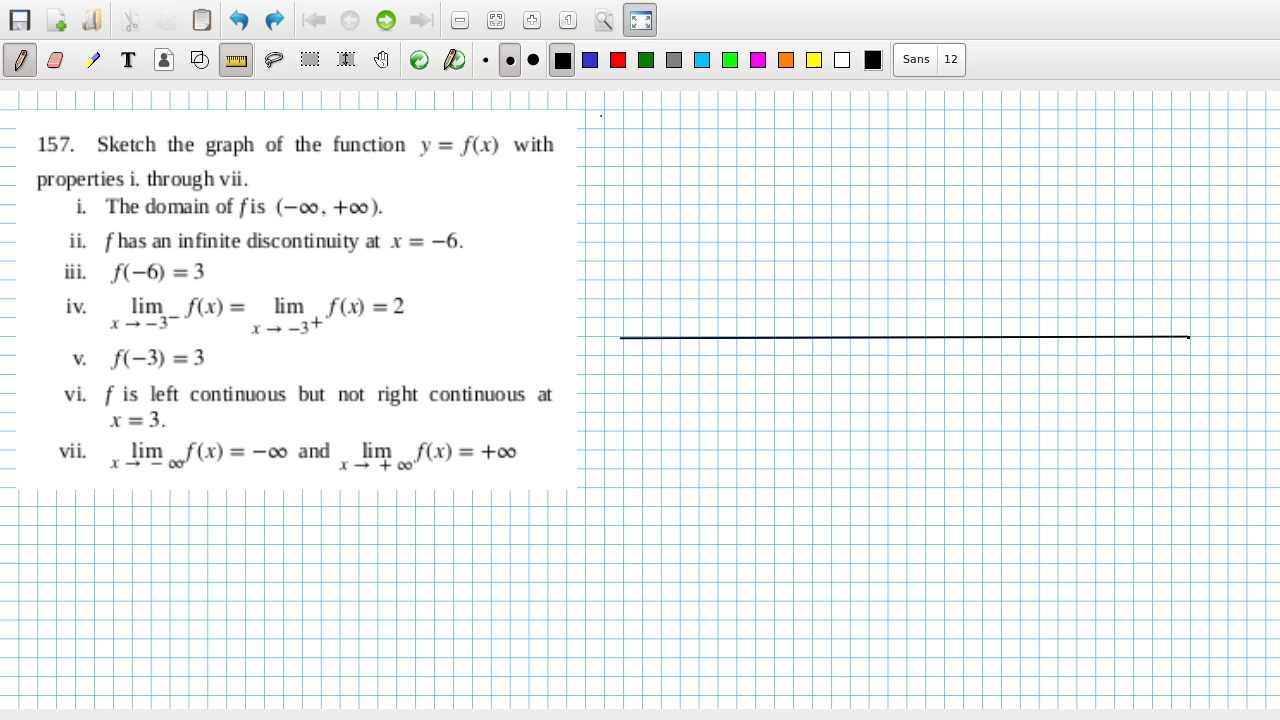 Sans 12
157. Sketch the graph of the function y = f(x) with
properties i. through vii.
i. The domain of f is (−∞, +∞).
ii. f has an infinite discontinuity at x = −6.
iii. f(−6) = 3
iv. lim x → −3⁻ f(x) = lim x → −3⁺ f(x) = 2
v. f(−3) = 3
vi. f is left continuous but not right continuous at
x = 3.
vii. lim x → − ∞ f(x) = −∞ and lim x → + ∞ f(x) = +∞